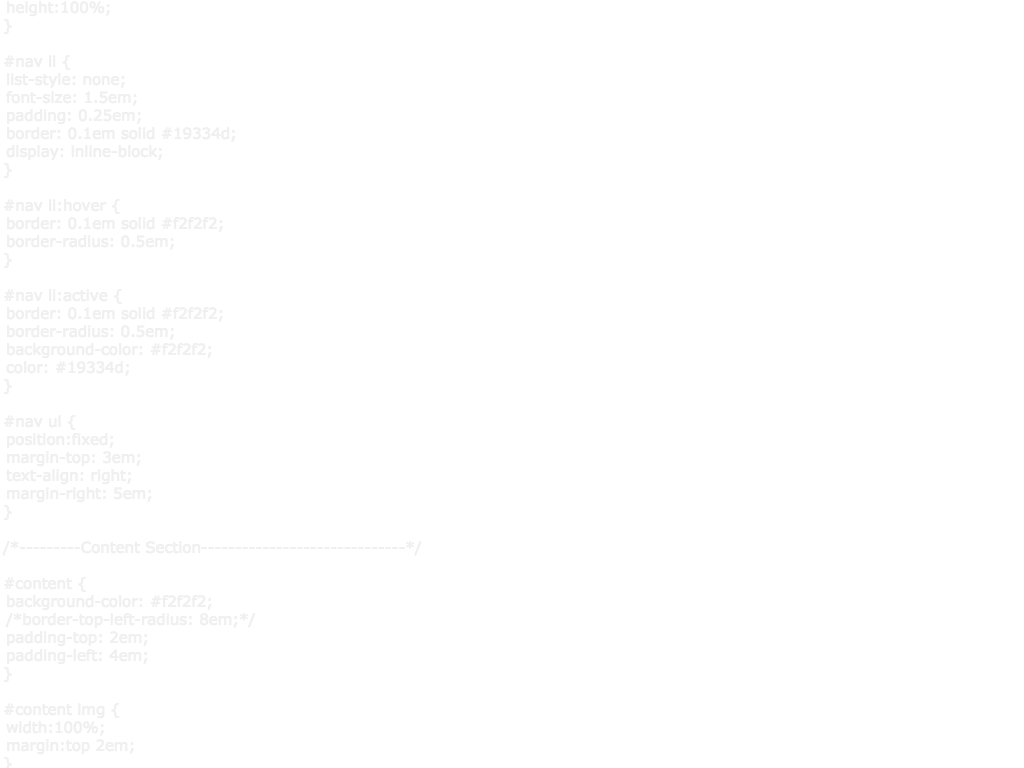 height:100%;
}
#nav li {
list-style: none;
font-size: 1.5em;
padding: 0.25em;
border: 0.1em solid #19334d;
display: inline-block;
}
#nav li:hover {
border: 0.1em solid #f2f2f2;
border-radius: 0.5em;
}
#nav li:active {
border: 0.1em solid #f2f2f2;
border-radius: 0.5em;
background-color: #f2f2f2;
color: #19334d;
}
#nav ul {
position:fixed;
margin-top: 3em;
text-align: right;
margin-right: 5em;
}
/*---------Content Section------------------------------*/
#content {
background-color: #f2f2f2;
/*border-top-left-radius: 8em;*/
padding-top: 2em;
padding-left: 4em;
}
#content img {
width:100%;
margin:top 2em;
}